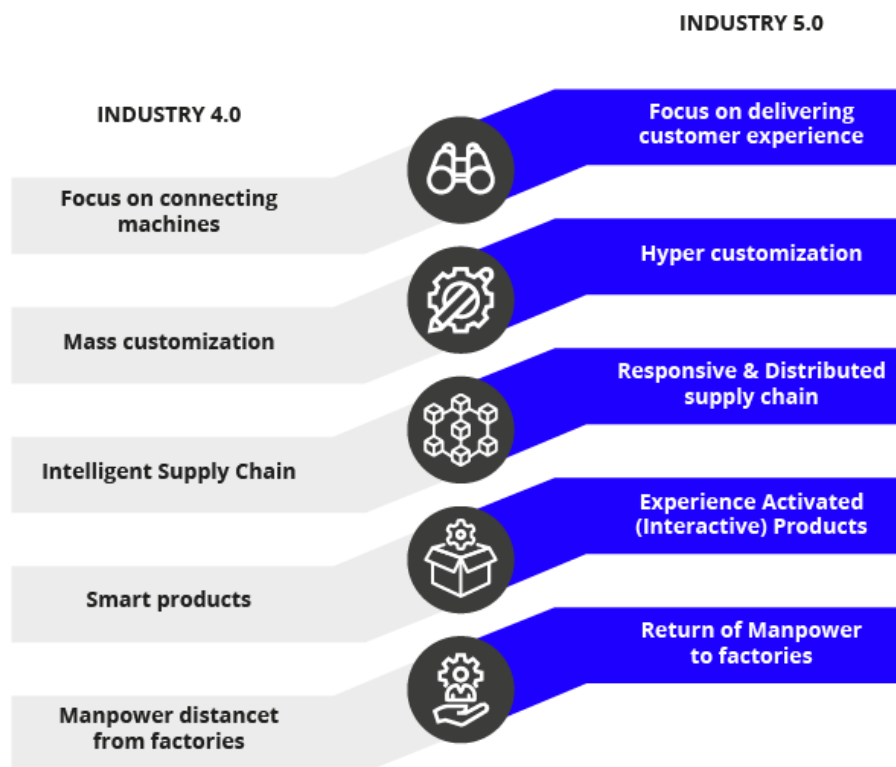 INDUSTRY 5.0
INDUSTRY 4.0
Focus on delivering
customer experience
Focus on connecting
machines
Hyper customization
Mass customization
Responsive & Distributed
supply chain
Intelligent Supply Chain
Experience Activated
(Interactive) Products
Smart products
Return of Manpower
to factories
Manpower distancet
from factories